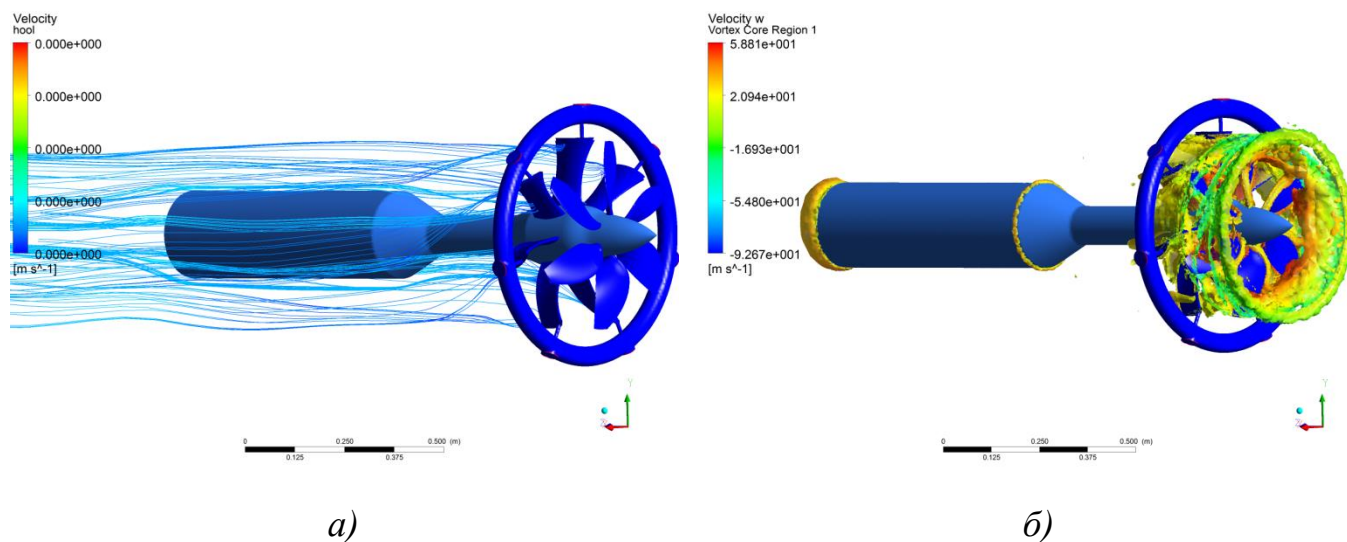 Velocity
hool
0.000e+000
0.000e+000
0.000e+000
0.000e+000
0.000e+000
[m s^-1]
Y
Z
0 0.250 0.500 (m)
0.125 0.375
а)
Velocity w
Vortex Core Region 1
5.881e+001
2.094e+001
-1.693e+001
-5.480e+001
-9.267e+001
[m s^-1]
Y
Z
0 0.250 0.500 (m)
0.125 0.375
б)